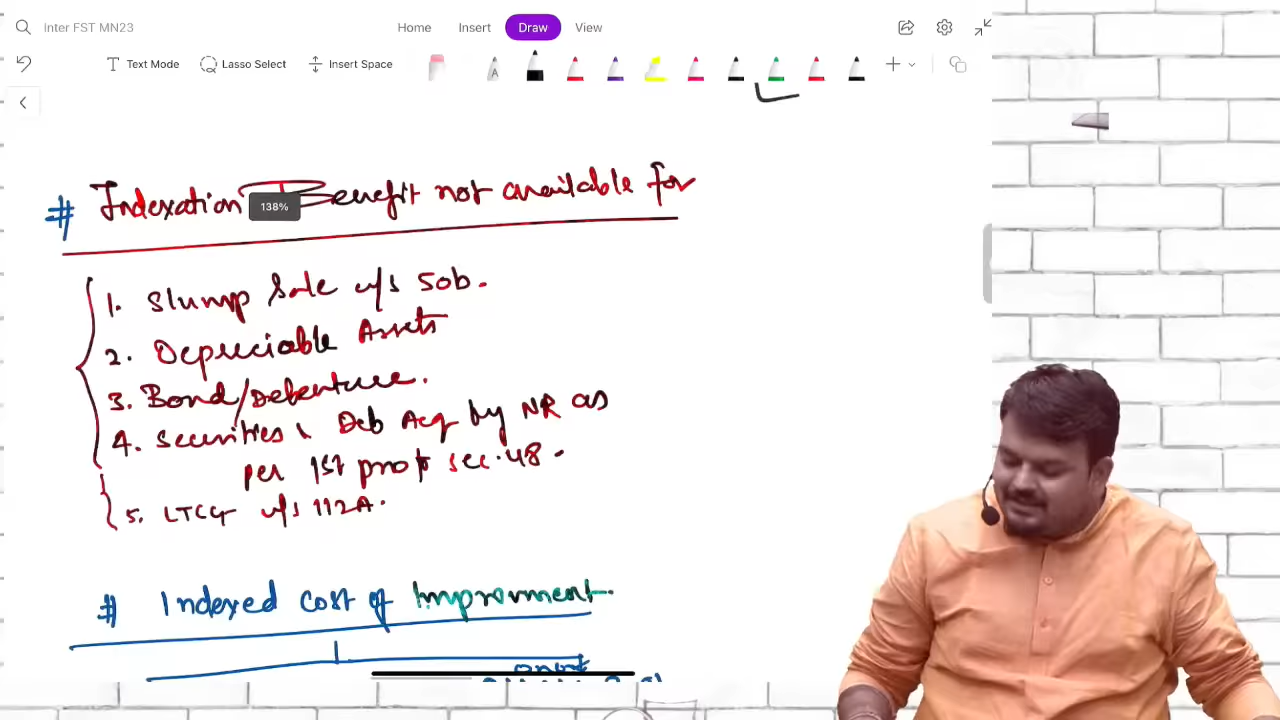 Inter FST MN23
Home Insert Draw View
Text Mode Lasso Select Insert Space
A
# Indexation Benefit not available for
138%
1. Slump Sale u/s 50b.
2. Depreciable Assets
3. Bond/Debenture.
4. Securities & Deb Acq by NR as
per 1st prov sec. 48.
5. LTCG u/s 112A.
# Indexed cost of Improvment.